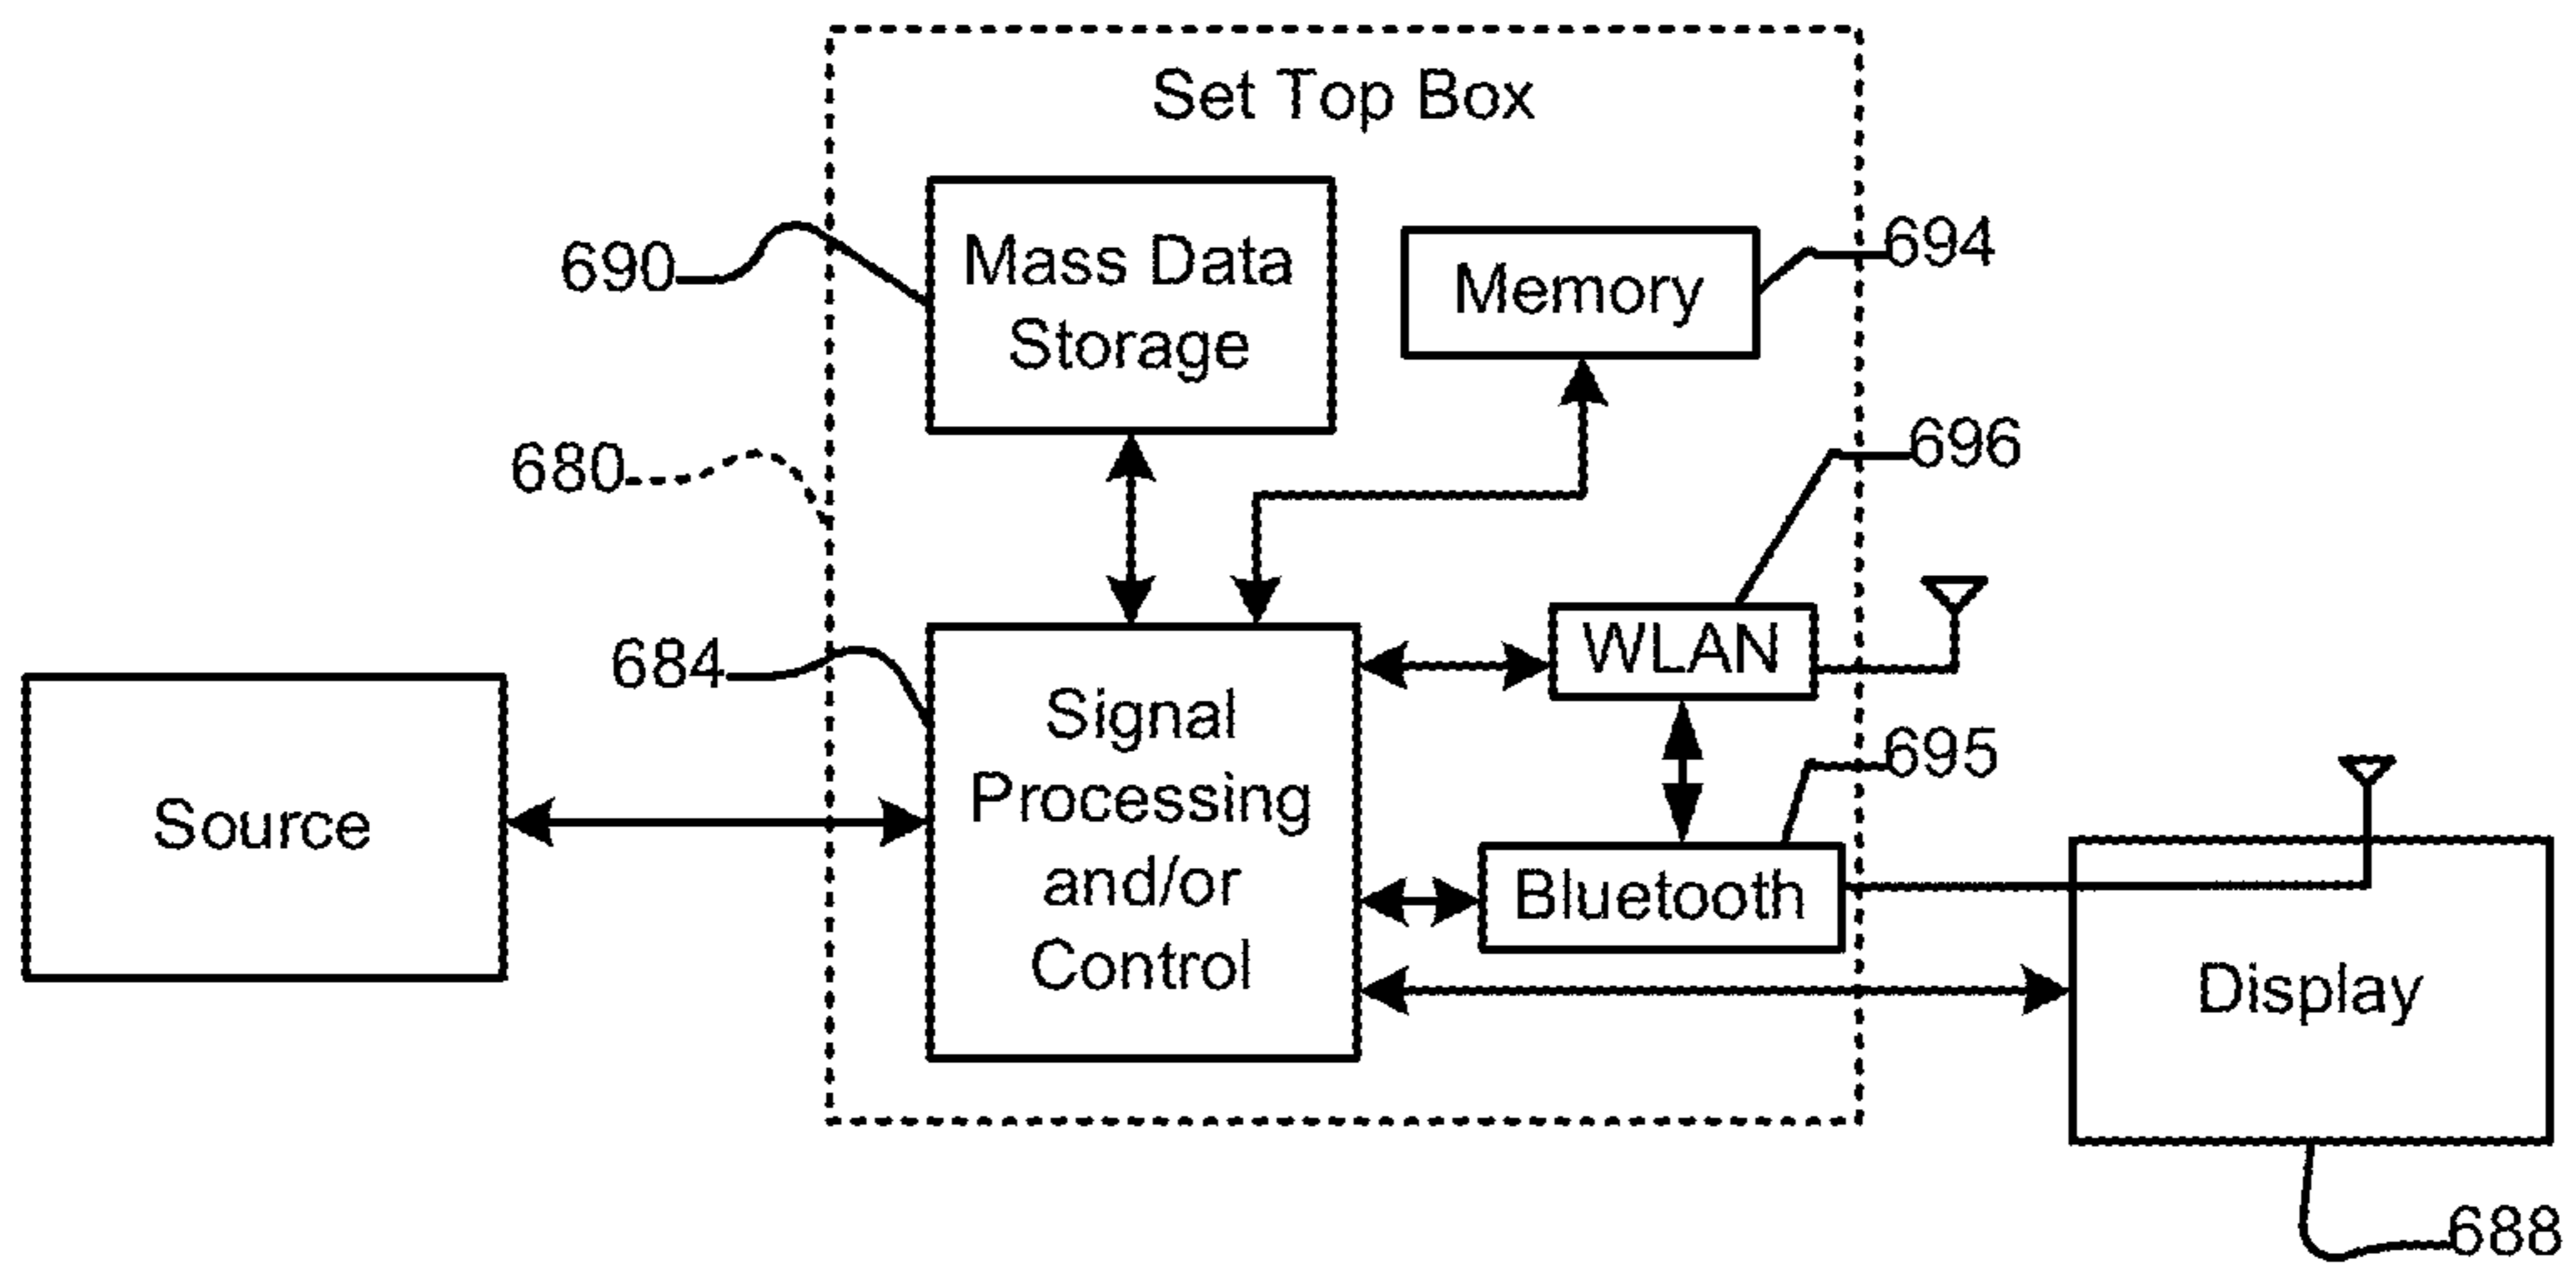 Set Top Box
690
Mass Data
Storage
Memory
694
680
696
684
WLAN
Source
Signal
Processing
and/or
Control
695
Bluetooth
Display
688